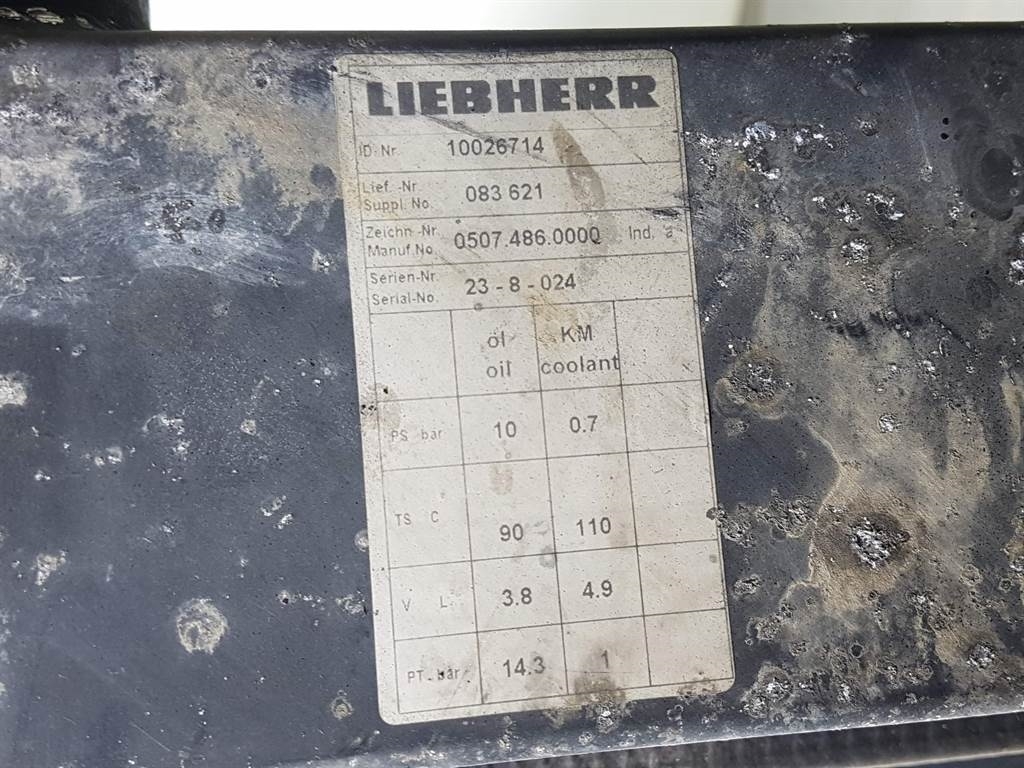 LIEBHERR
ID.Nr. 10026714
Lief.-Nr. 083 621
Suppl.No.
Zeichn.-Nr. 0507.486.0000 Ind. a
Manuf.No.
Serien-Nr. 23 - 8 - 024
Serial-No.
öl KM
oil coolant
PS bar 10 0.7
TS C 90 110
V L 3.8 4.9
PT bar 14.3 1